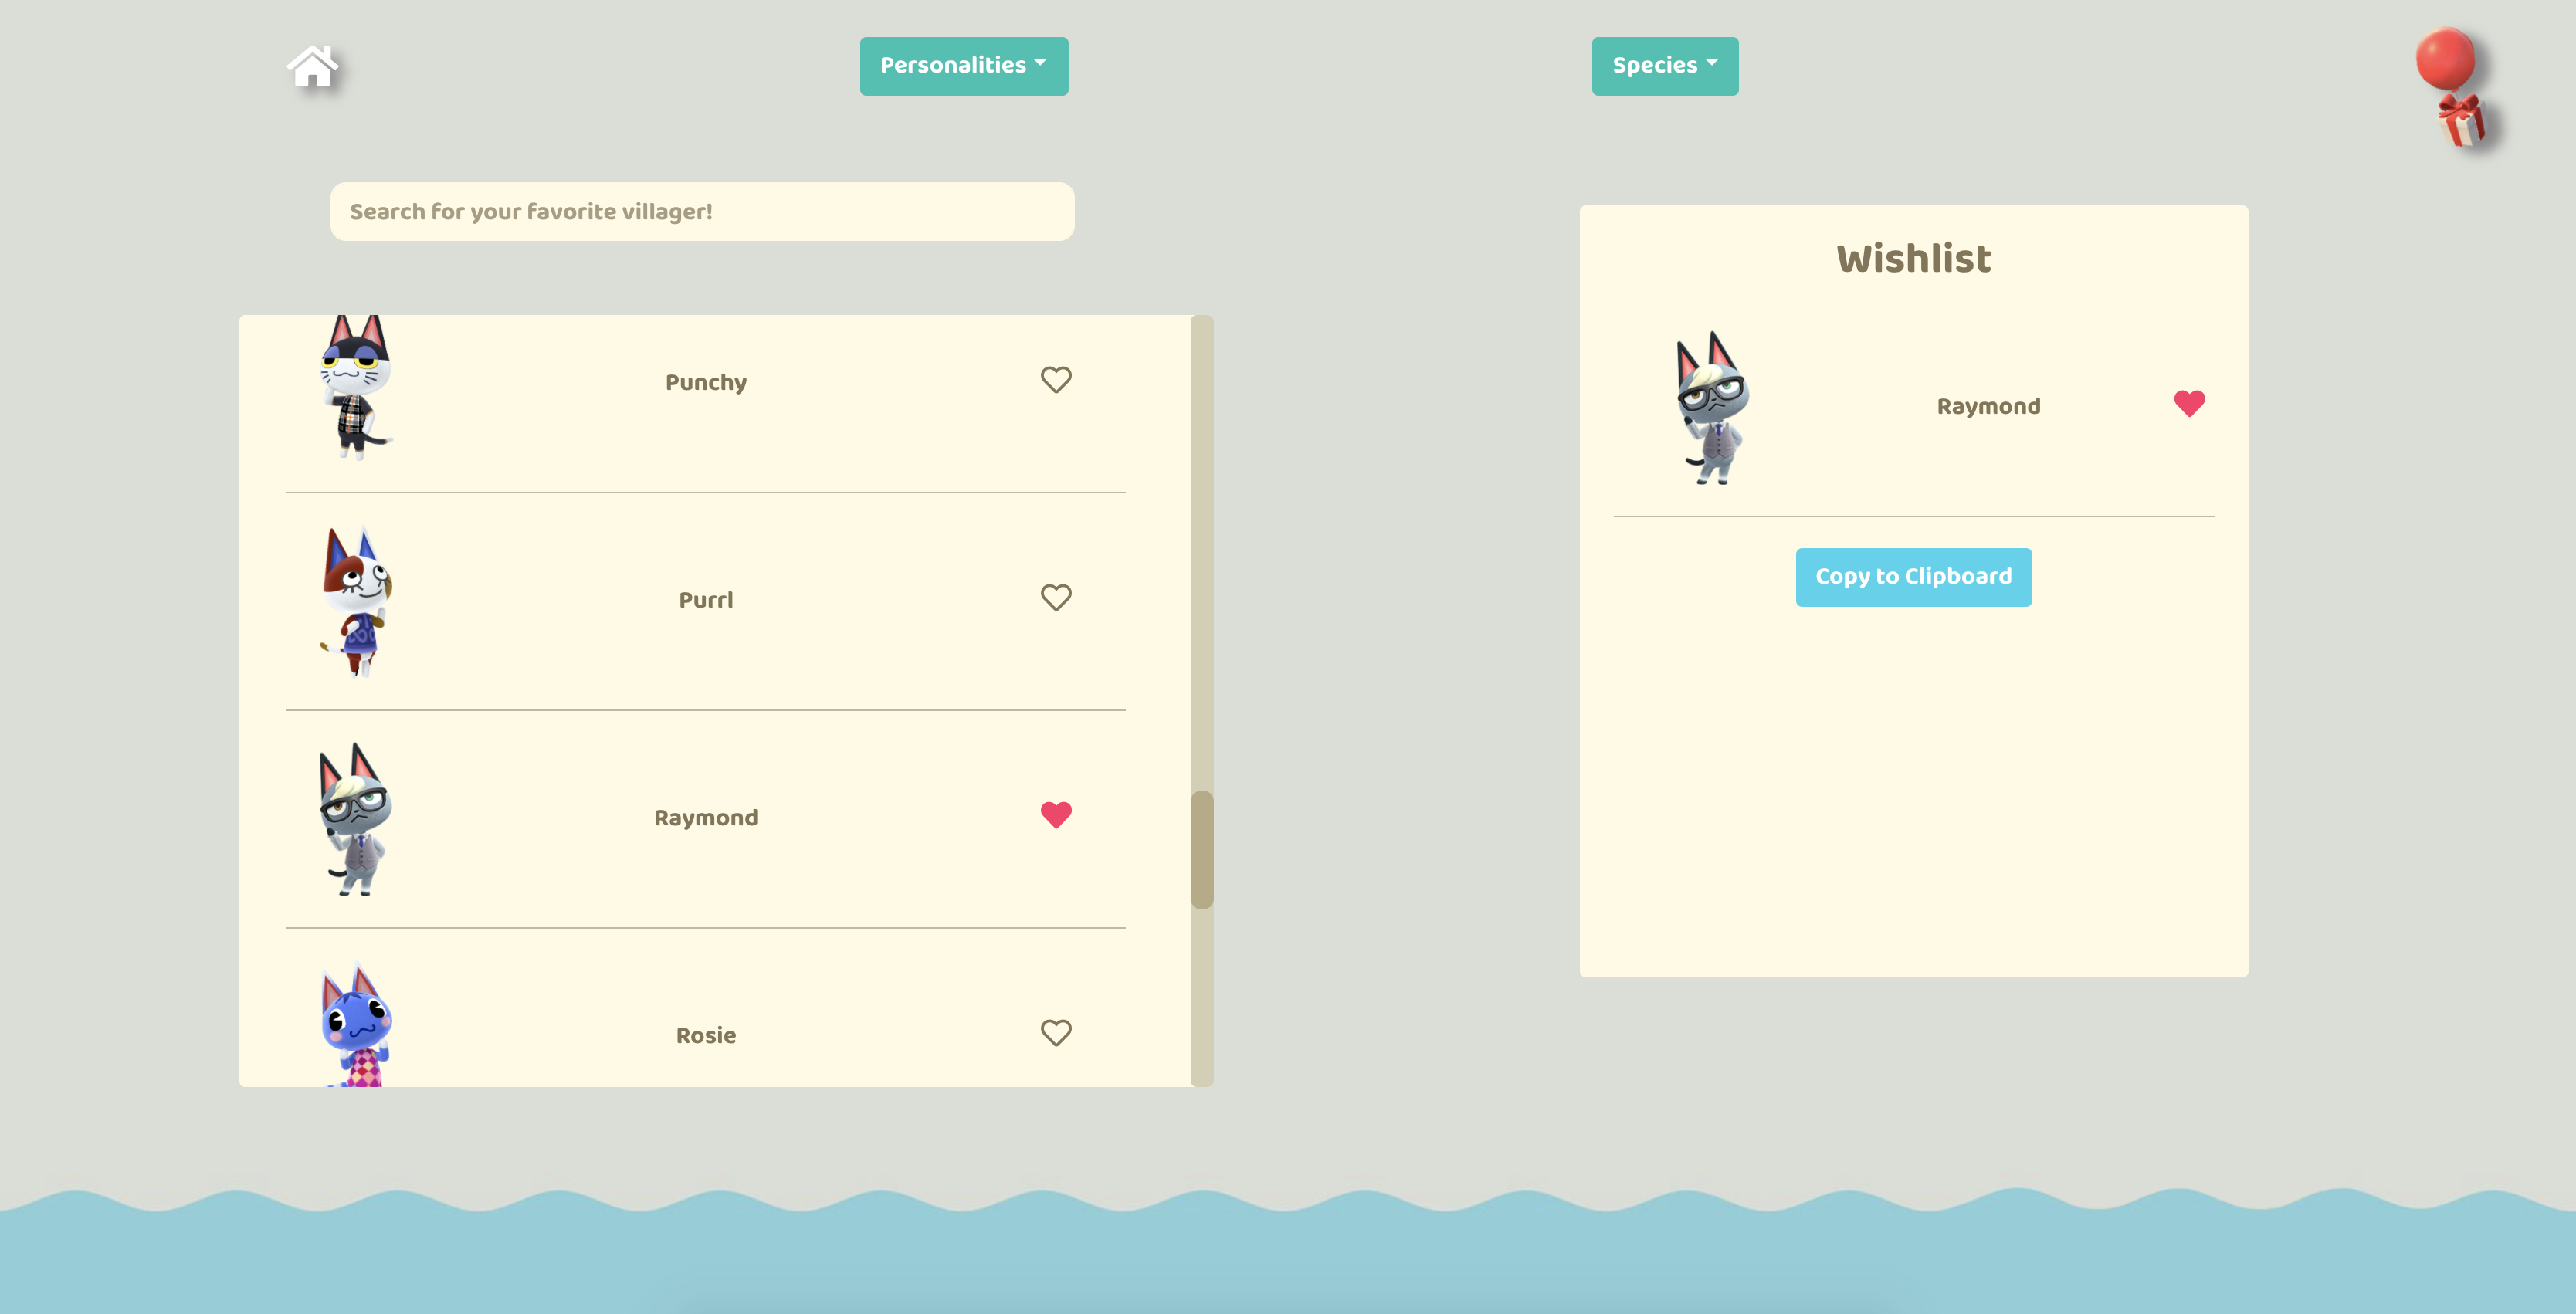 Personalities
Species
Search for your favorite villager!
Punchy
Purrl
Raymond
Rosie
Wishlist
Raymond
Copy to Clipboard